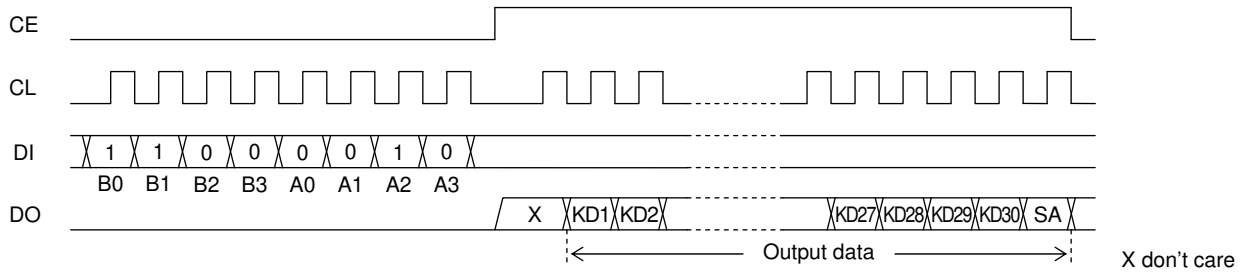 CE
CL
DI 1 1 0 0 0 0 1 0
B0 B1 B2 B3 A0 A1 A2 A3
DO X KD1 KD2 KD27 KD28 KD29 KD30 SA
Output data
X don't care